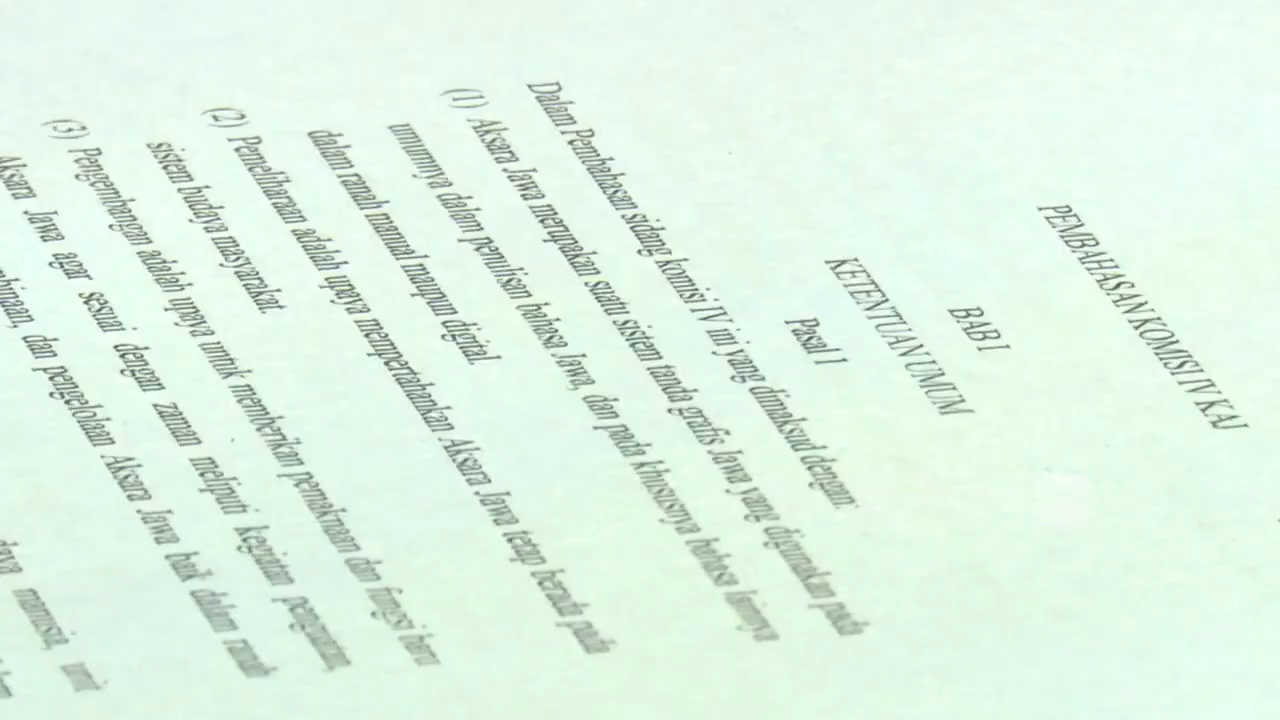 PEMBAHASAN KOMISI IV KAJ
BAB I
KETENTUAN UMUM
Pasal 1
Dalam Pembahasan sidang komisi IV ini yang dimaksud dengan:
(1) Aksara Jawa merupakan suatu sistem tanda grafis Jawa yang digunakan pada
umumnya dalam penulisan bahasa Jawa, dan pada khususnya bahasa lainnya
dalam ranah manual maupun digital.
(2) Pemeliharaan adalah upaya mempertahankan Aksara Jawa tetap berada pada
sistem budaya masyarakat.
(3) Pengembangan adalah upaya untuk memberikan pemaknaan dan fungsi baru
Aksara Jawa agar sesuai dengan zaman meliputi kegiatan
dan pengelolaan Aksara Jawa baik dalam ranah
manusia,